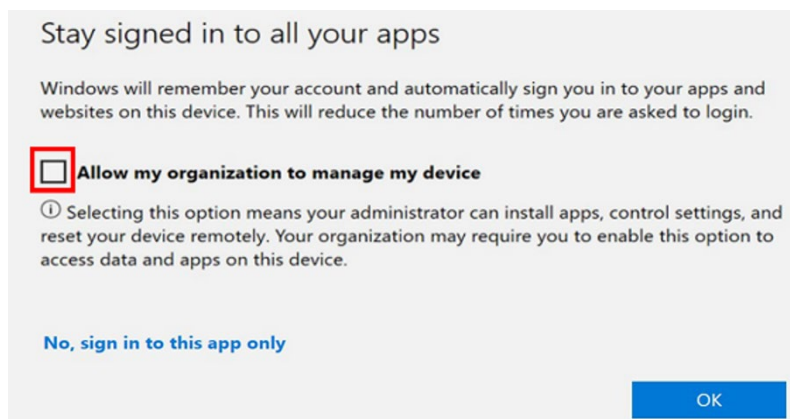 Stay signed in to all your apps
Windows will remember your account and automatically sign you in to your apps and
websites on this device. This will reduce the number of times you are asked to login.
Allow my organization to manage my device
ⓘ Selecting this option means your administrator can install apps, control settings, and
reset your device remotely. Your organization may require you to enable this option to
access data and apps on this device.
No, sign in to this app only
OK